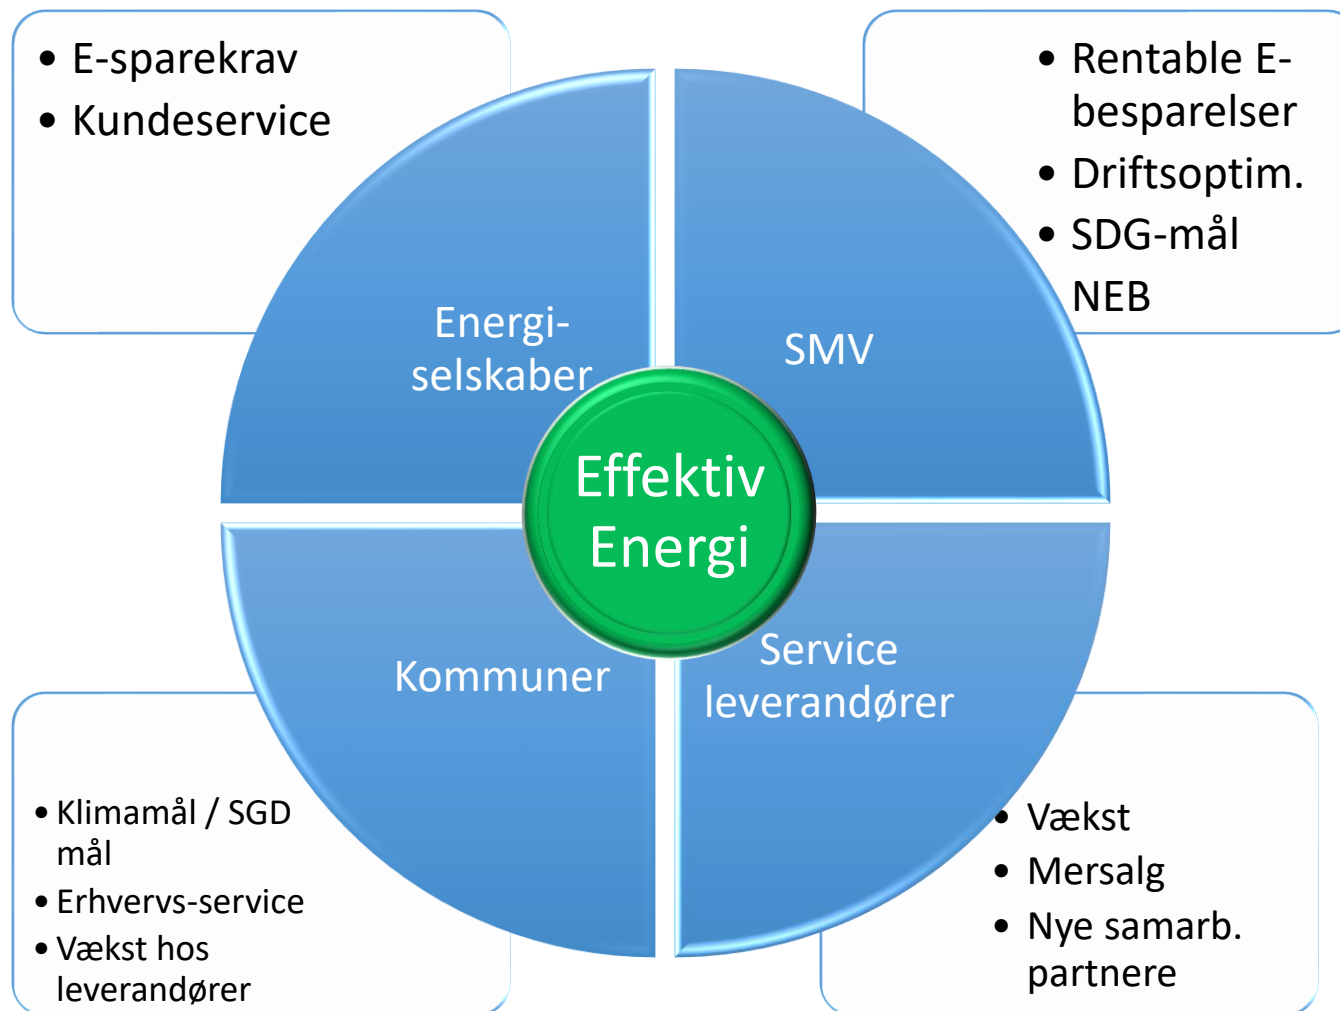 • E-sparekrav
• Kundeservice
• Rentable E-
besparelser
• Driftsoptim.
• SDG-mål
NEB
Energi-
selskaber
SMV
Effektiv
Energi
Kommuner
Service
leverandører
• Klimamål / SGD
mål
• Erhvervs-service
• Vækst hos
leverandører
• Vækst
• Mersalg
• Nye samarb.
partnere